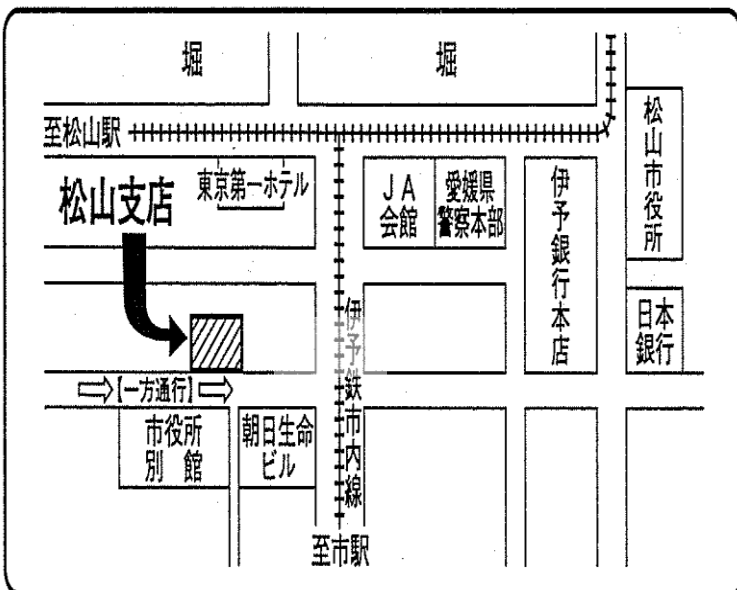 堀
堀
至松山駅
松山市役所
東京第一ホテル
松山支店
JA
会館
愛媛県
警察本部
伊予銀行本店
伊予鉄市内線
日本
銀行
【一方通行】
市役所
別館
朝日生命
ビル
至市駅